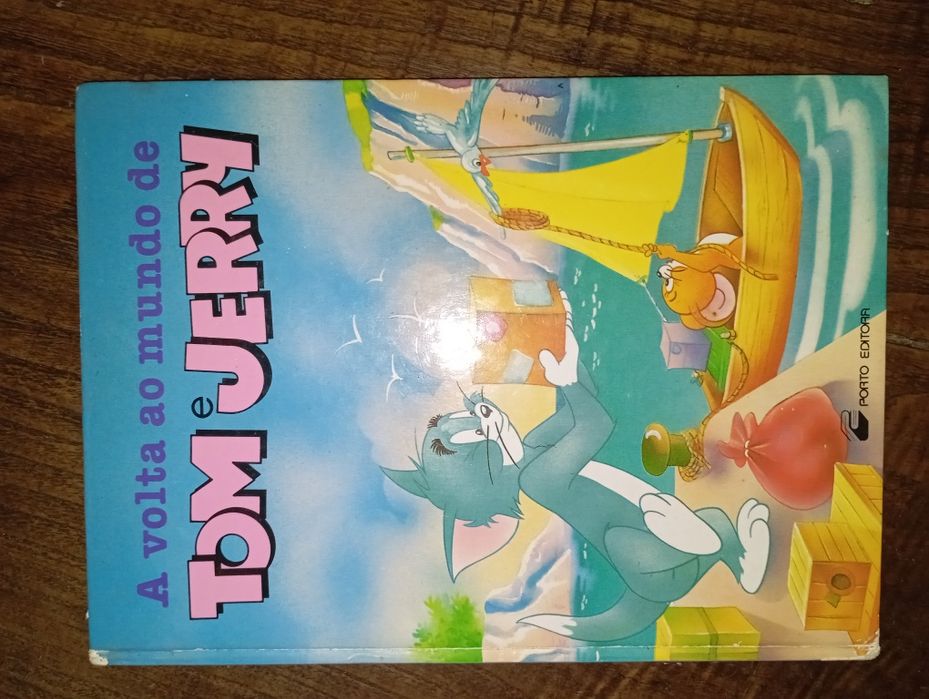 A volta ao mundo de
TOM e JERRY
PORTO EDITORA